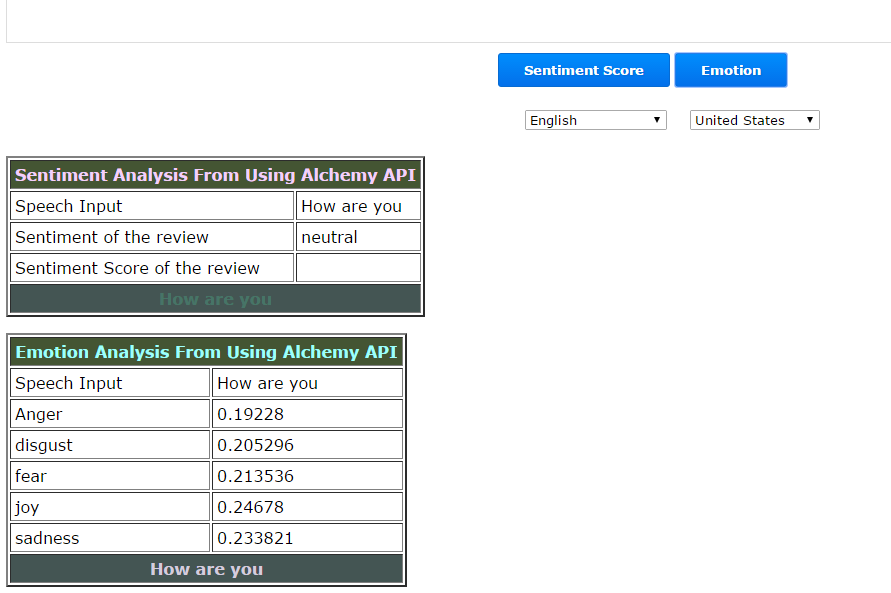 Sentiment Score Emotion
English United States
Sentiment Analysis From Using Alchemy API
Speech Input How are you
Sentiment of the review neutral
Sentiment Score of the review
How are you
Emotion Analysis From Using Alchemy API
Speech Input How are you
Anger 0.19228
disgust 0.205296
fear 0.213536
joy 0.24678
sadness 0.233821
How are you